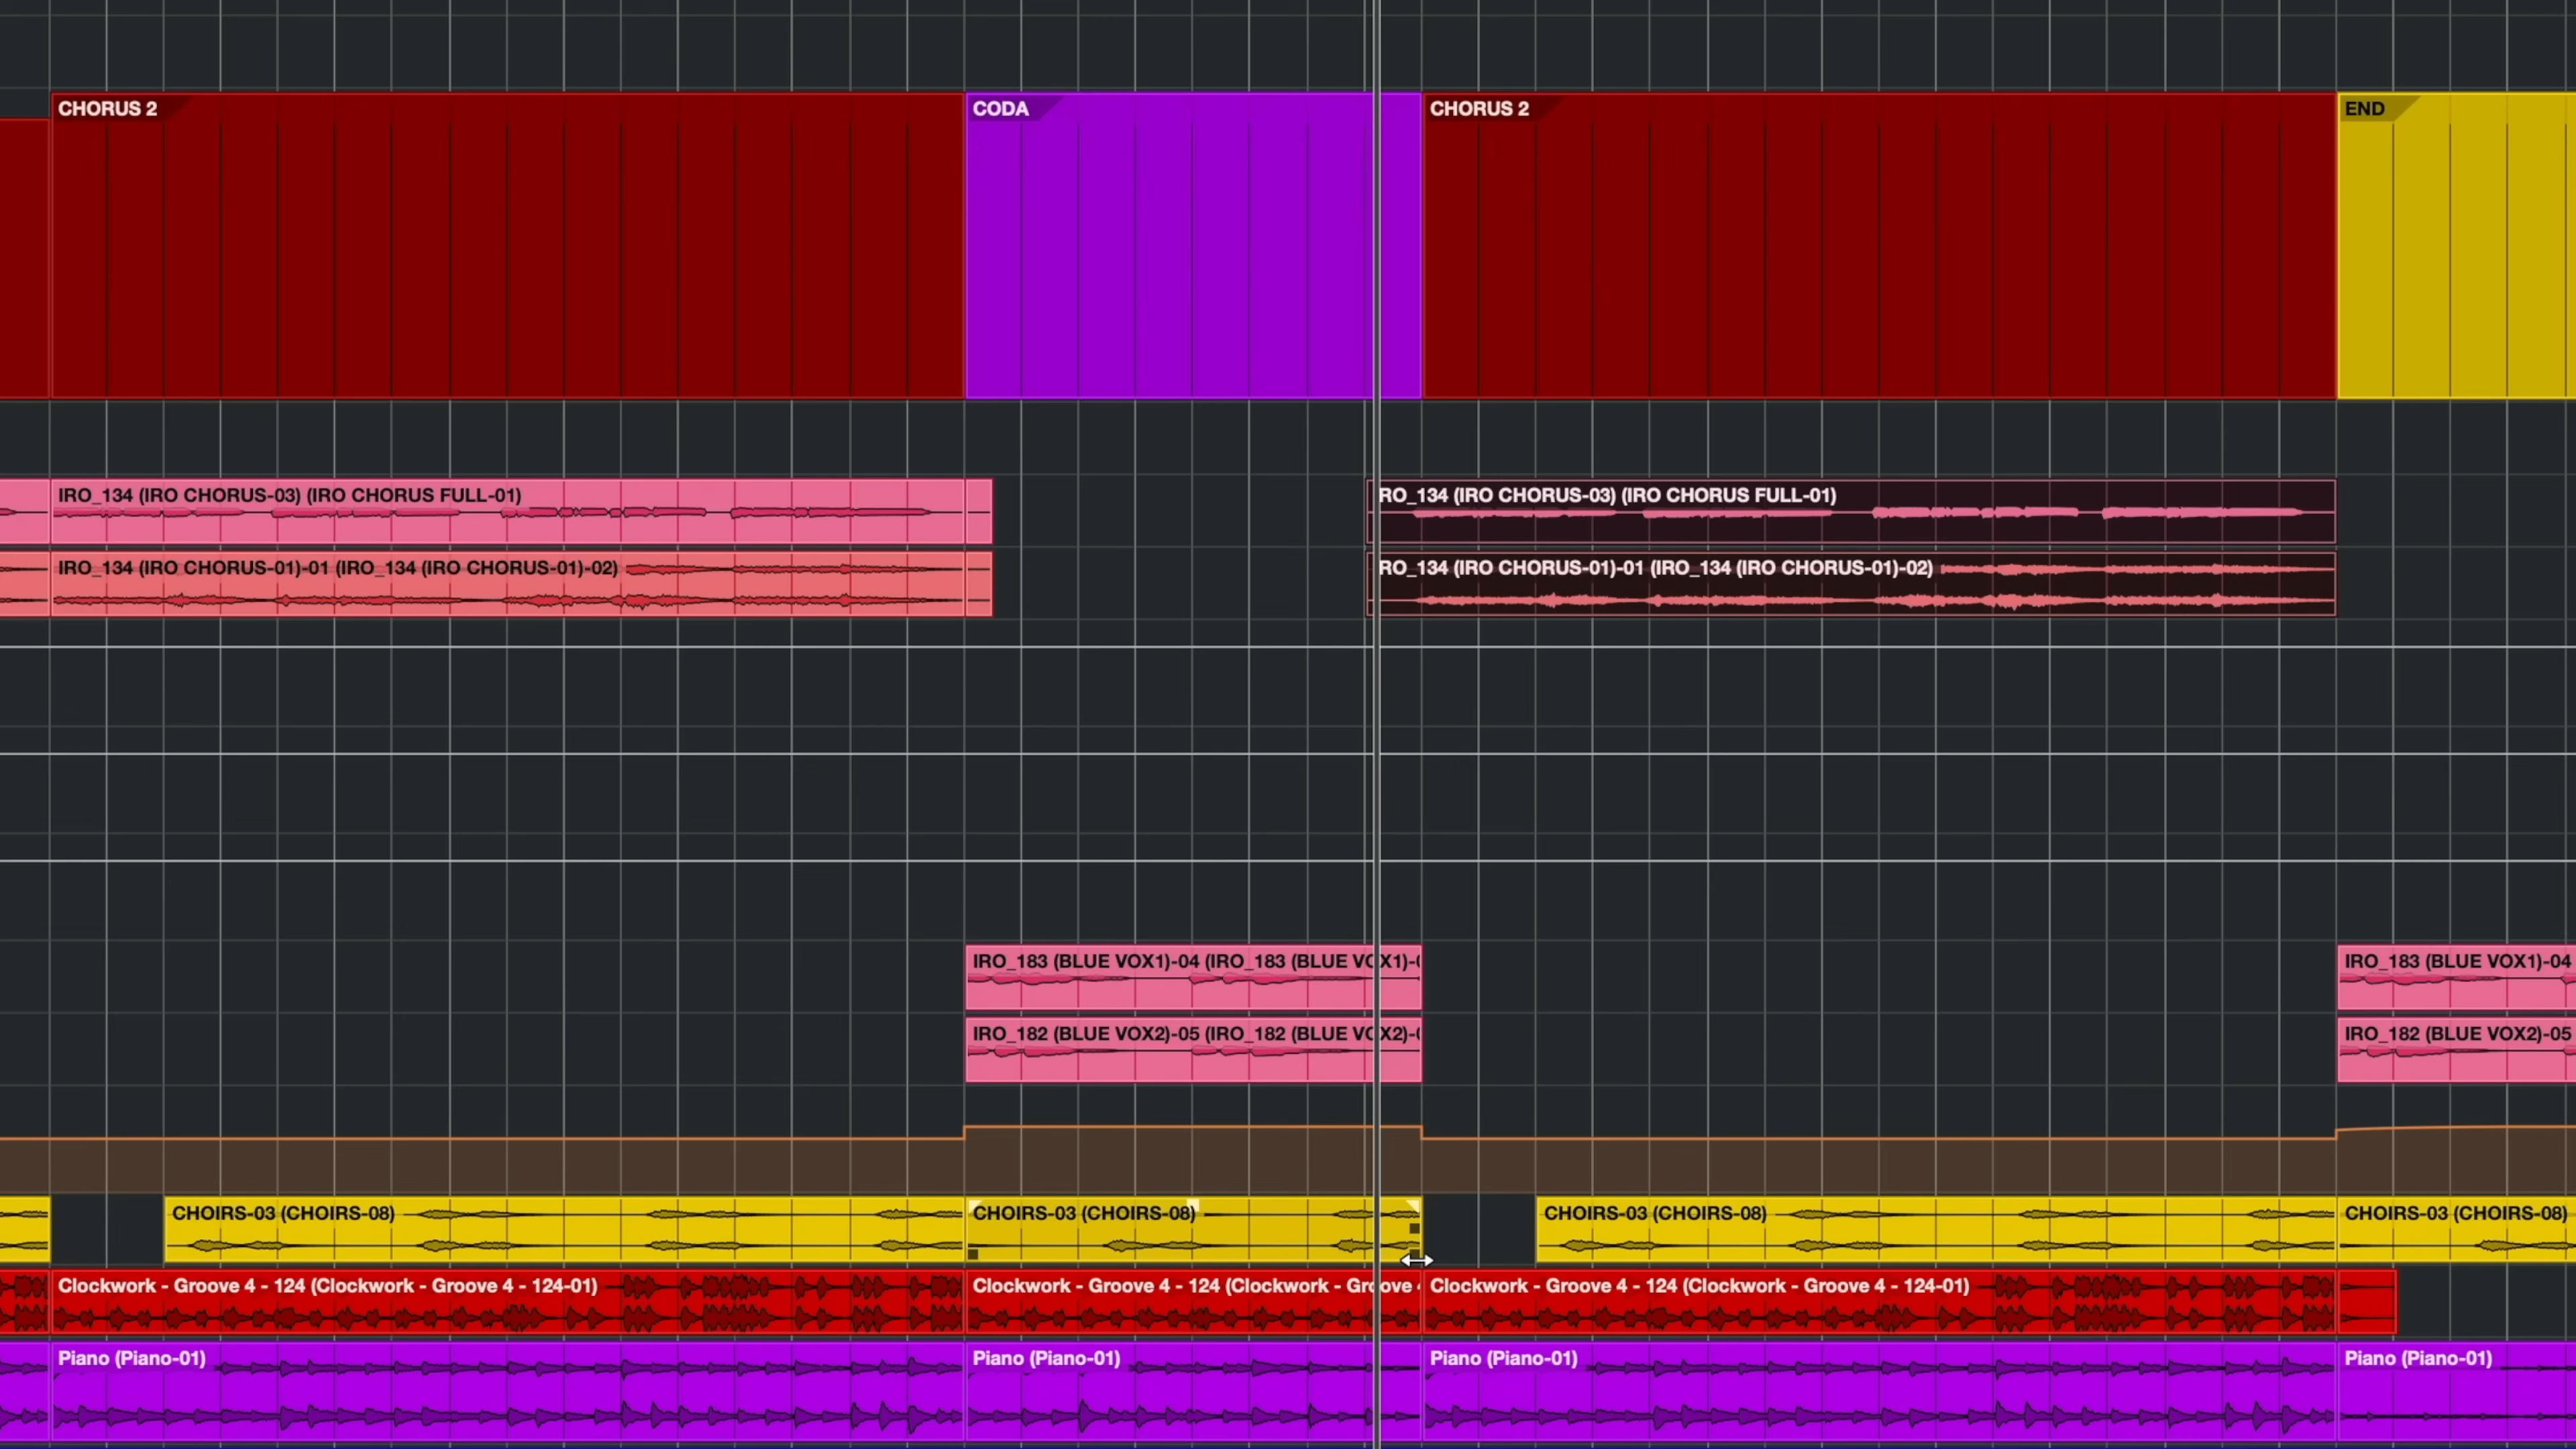 CHORUS 2
CODA
CHORUS 2
END
IRO_134 (IRO CHORUS-03) (IRO CHORUS FULL-01)
RO_134 (IRO CHORUS-03) (IRO CHORUS FULL-01)
IRO_134 (IRO CHORUS-01)-01 (IRO_134 (IRO CHORUS-01)-02)
RO_134 (IRO CHORUS-01)-01 (IRO_134 (IRO CHORUS-01)-02)
IRO_183 (BLUE VOX1)-04 (IRO_183 (BLUE VOX1)-
IRO_183 (BLUE VOX1)-04
IRO_182 (BLUE VOX2)-05 (IRO_182 (BLUE VOX2)-
IRO_182 (BLUE VOX2)-05
CHOIRS-03 (CHOIRS-08)
CHOIRS-03 (CHOIRS-08)
CHOIRS-03 (CHOIRS-08)
CHOIRS-03 (CHOIRS-08)
Clockwork - Groove 4 - 124 (Clockwork - Groove 4 - 124-01)
Clockwork - Groove 4 - 124 (Clockwork - Groove
Clockwork - Groove 4 - 124 (Clockwork - Groove 4 - 124-01)
Piano (Piano-01)
Piano (Piano-01)
Piano (Piano-01)
Piano (Piano-01)